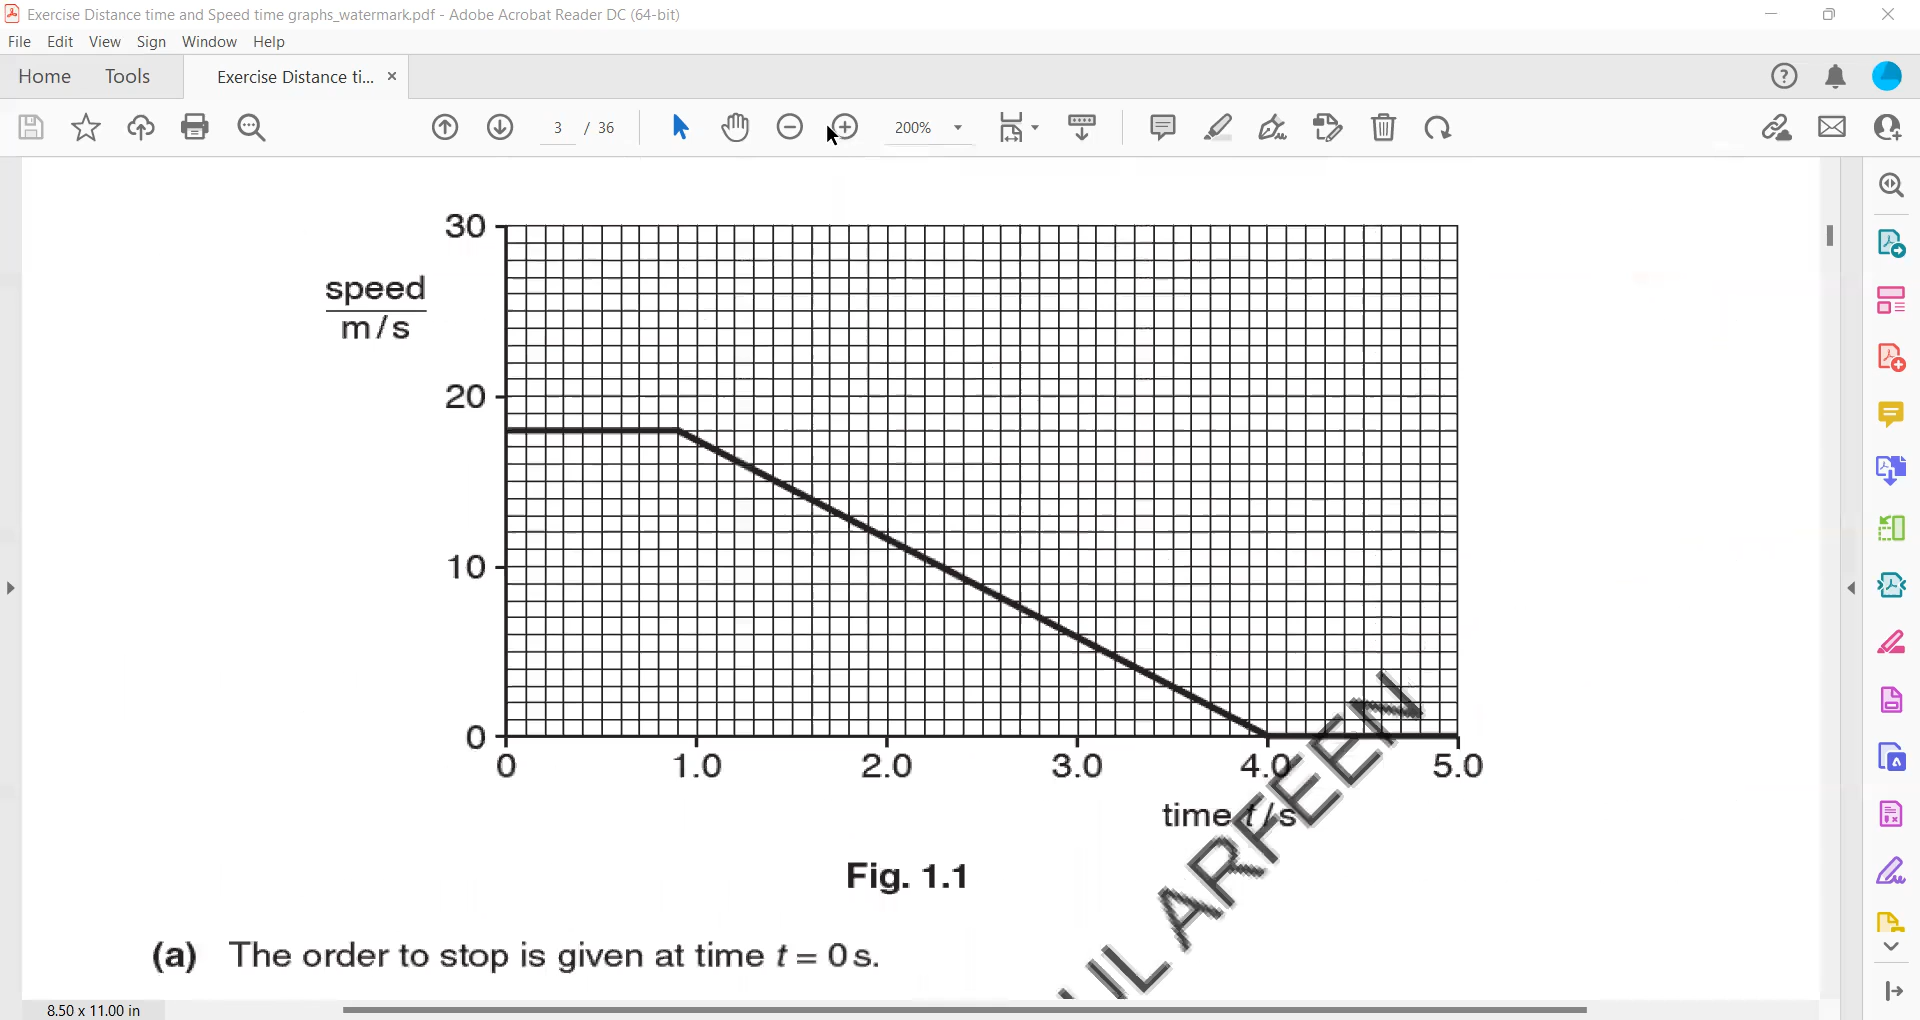 Exercise Distance time and Speed time graphs_watermark.pdf - Adobe Acrobat Reader DC (64-bit)
File Edit View Sign Window Help
Home Tools Exercise Distance ti... ×
3 / 36 200%
30
speed
m/s
20
10
0
0 1.0 2.0 3.0 4.0 5.0
time t/s
Fig. 1.1
(a) The order to stop is given at time t = 0 s.
UL ARFEEN
8.50 x 11.00 in